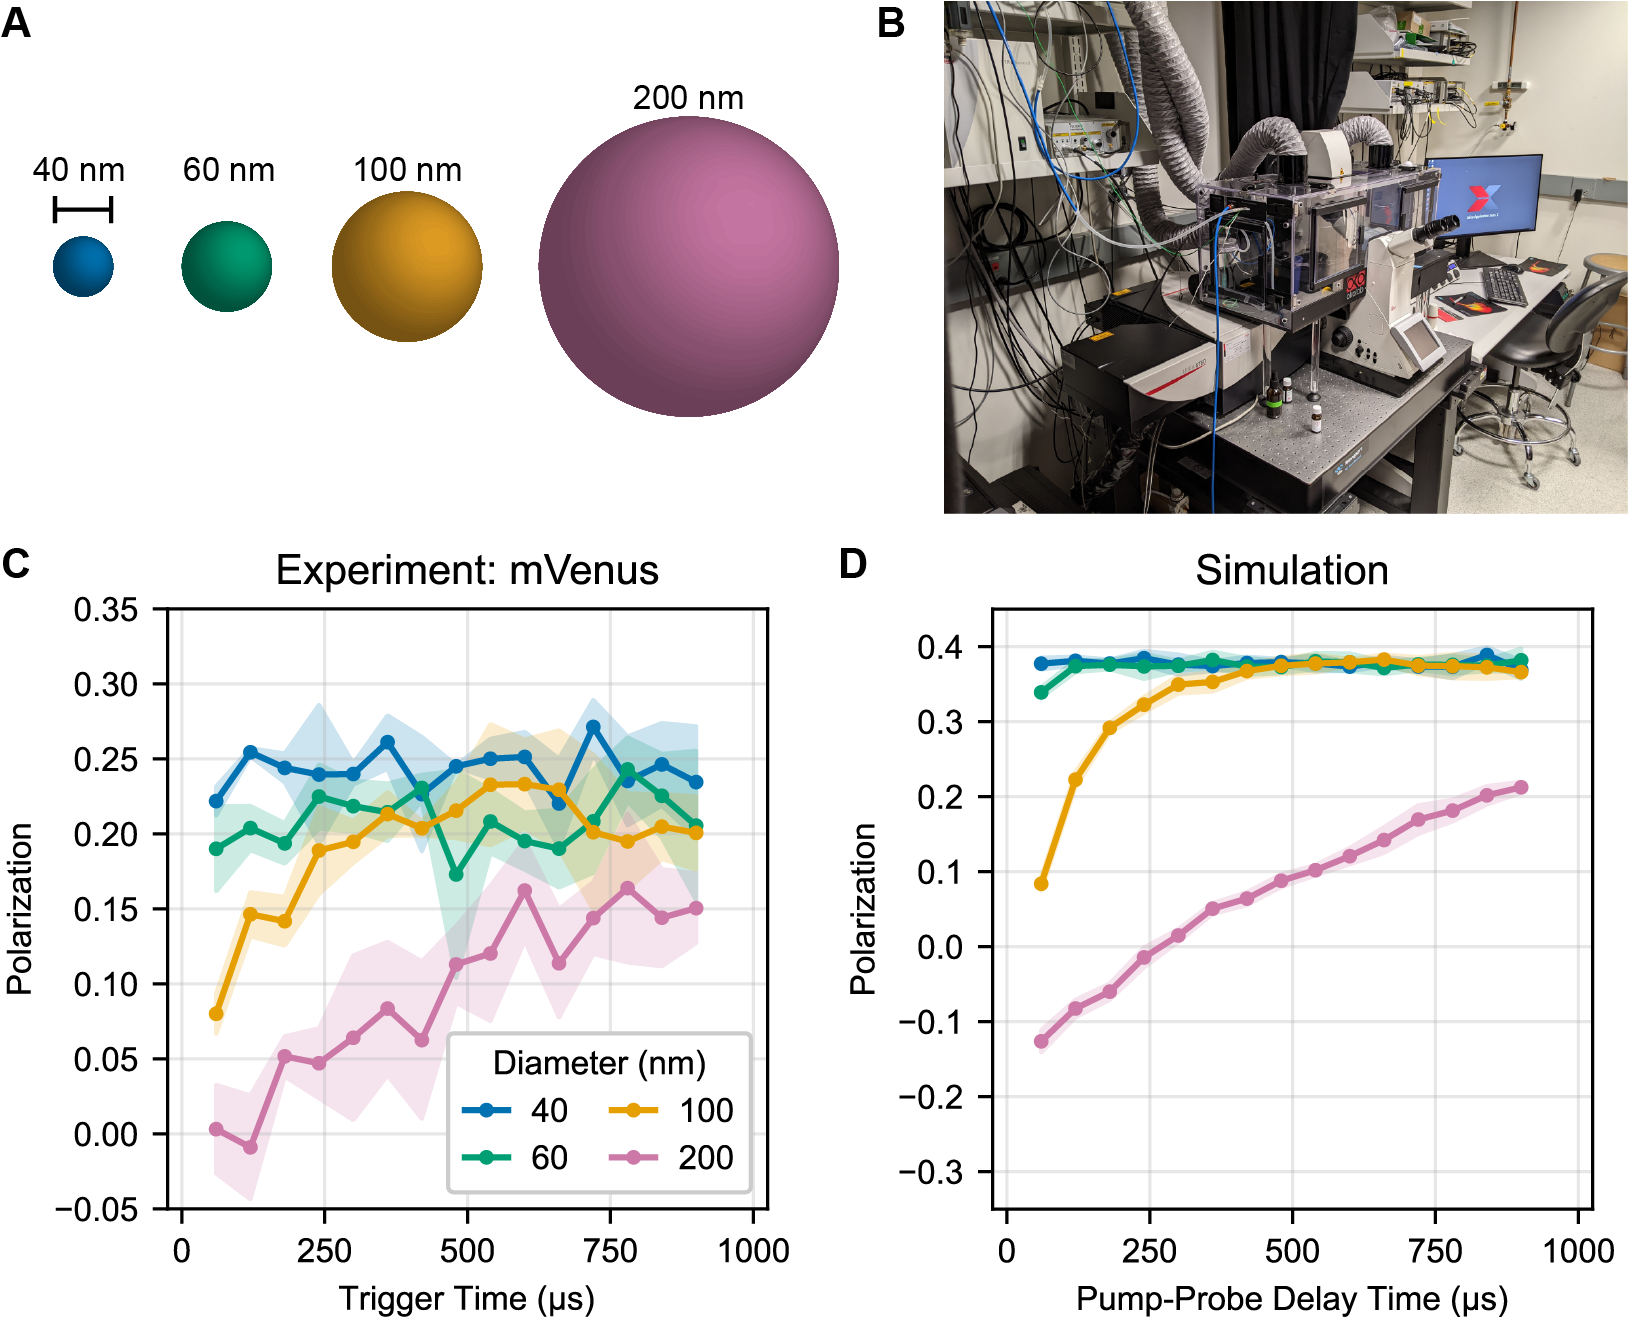 A
B
200 nm
40 nm
60 nm
100 nm
C
Experiment: mVenus
D
Simulation
0.35
0.30
0.25
0.20
0.15
0.10
0.05
0.00
−0.05
Polarization
Diameter (nm)
40
100
60
200
0
250
500
750
1000
Trigger Time (µs)
0.4
0.3
0.2
0.1
0.0
−0.1
−0.2
−0.3
Polarization
0
250
500
750
1000
Pump-Probe Delay Time (µs)